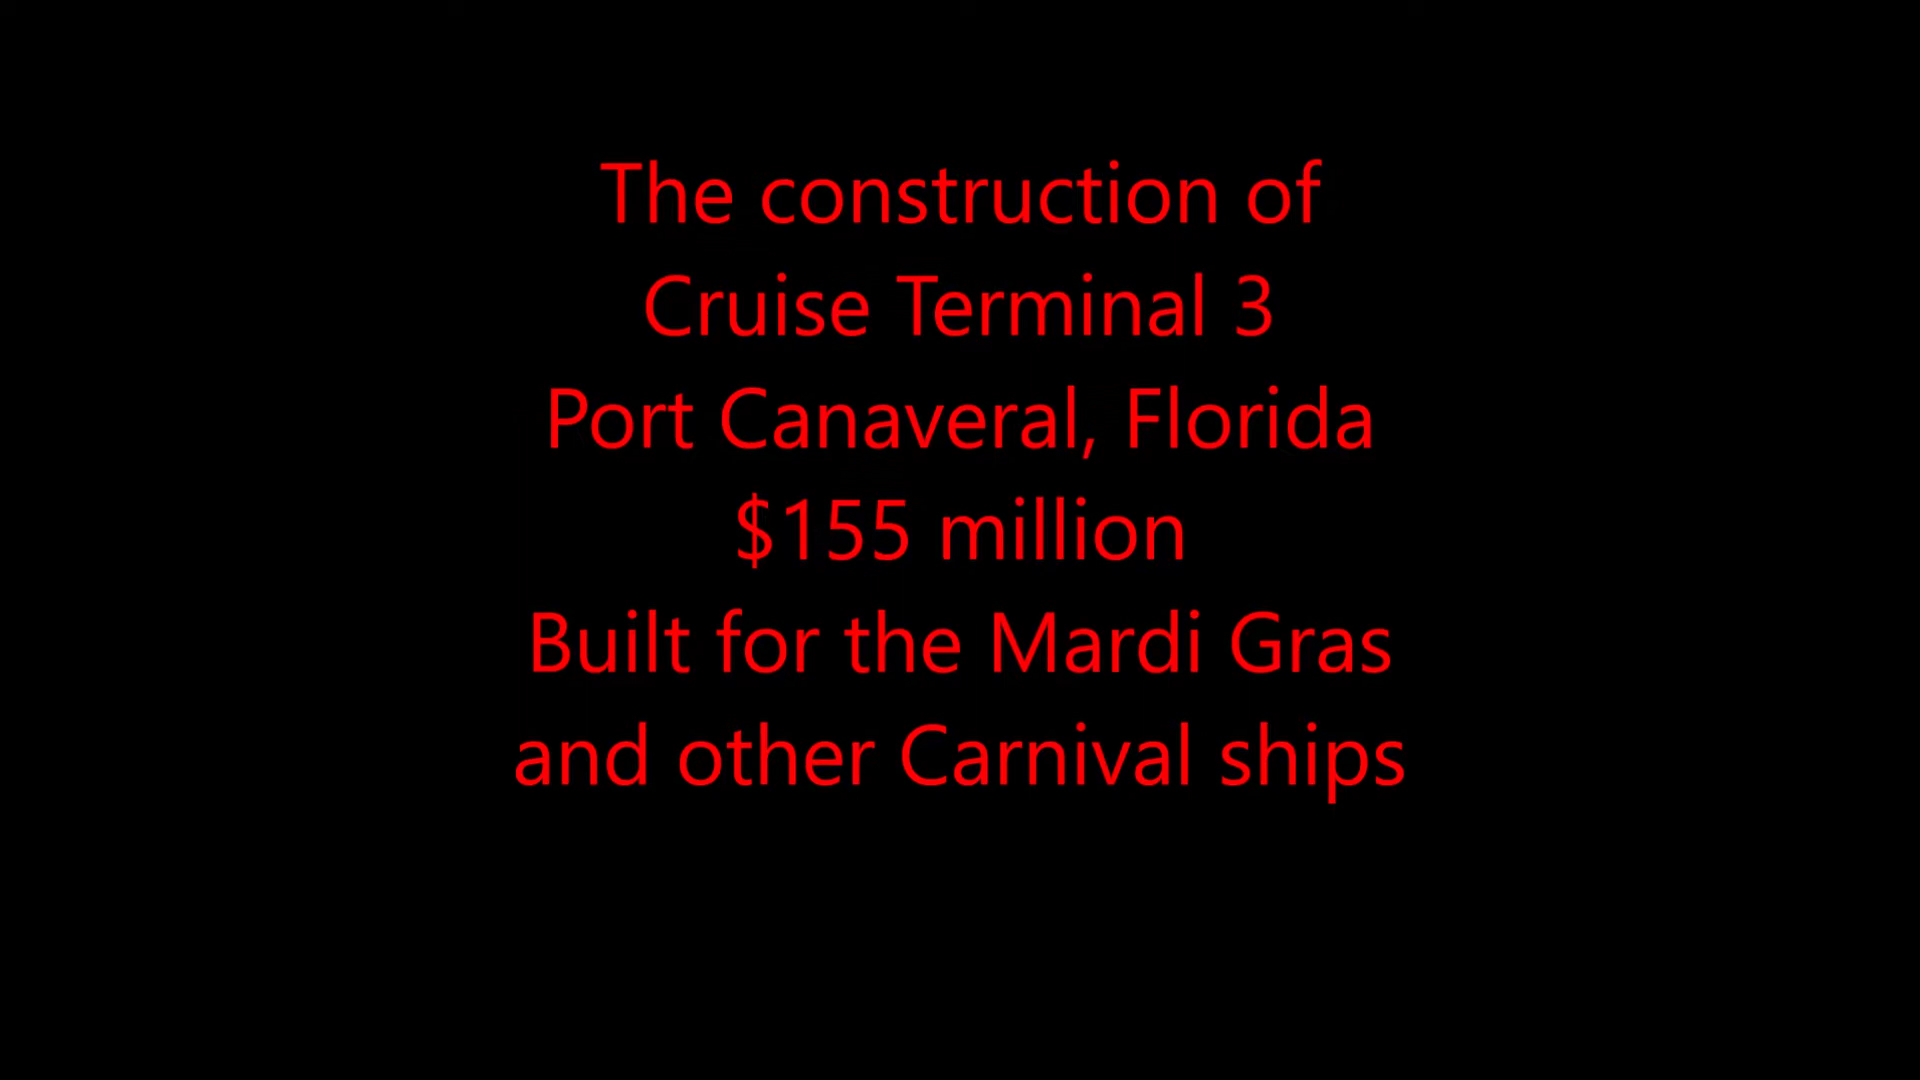 The construction of
Cruise Terminal 3
Port Canaveral, Florida
$155 million
Built for the Mardi Gras
and other Carnival ships